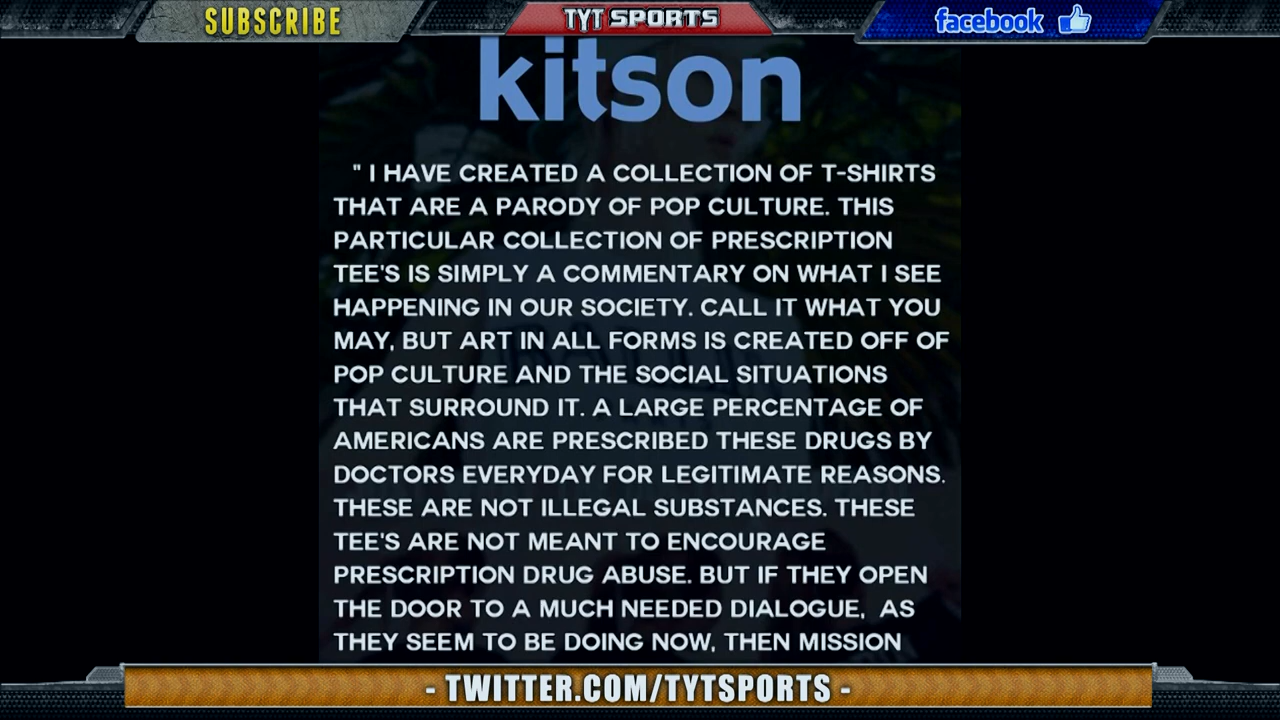 SUBSCRIBE
TYT SPORTS
facebook
kitson
" I HAVE CREATED A COLLECTION OF T-SHIRTS
THAT ARE A PARODY OF POP CULTURE. THIS
PARTICULAR COLLECTION OF PRESCRIPTION
TEE'S IS SIMPLY A COMMENTARY ON WHAT I SEE
HAPPENING IN OUR SOCIETY. CALL IT WHAT YOU
MAY, BUT ART IN ALL FORMS IS CREATED OFF OF
POP CULTURE AND THE SOCIAL SITUATIONS
THAT SURROUND IT. A LARGE PERCENTAGE OF
AMERICANS ARE PRESCRIBED THESE DRUGS BY
DOCTORS EVERYDAY FOR LEGITIMATE REASONS.
THESE ARE NOT ILLEGAL SUBSTANCES. THESE
TEE'S ARE NOT MEANT TO ENCOURAGE
PRESCRIPTION DRUG ABUSE. BUT IF THEY OPEN
THE DOOR TO A MUCH NEEDED DIALOGUE, AS
THEY SEEM TO BE DOING NOW, THEN MISSION
- TWITTER.COM/TYTSPORTS -